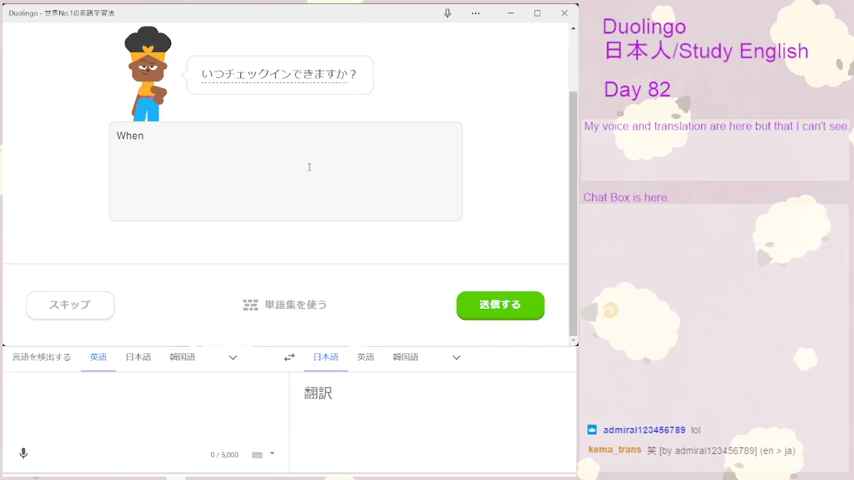 Duolingo - 世界No.1の英語学習法
いつチェックインできますか？
When
スキップ
単語集を使う
送信する
言語を検出する 英語 日本語 韓国語
日本語 英語 韓国語
翻訳
0 / 5,000
Duolingo
日本人/Study English
Day 82
My voice and translation are here but that I can't see
Chat Box is here.
admiral123456789 lol
kema_trans 笑 [by admiral123456789] (en > ja)